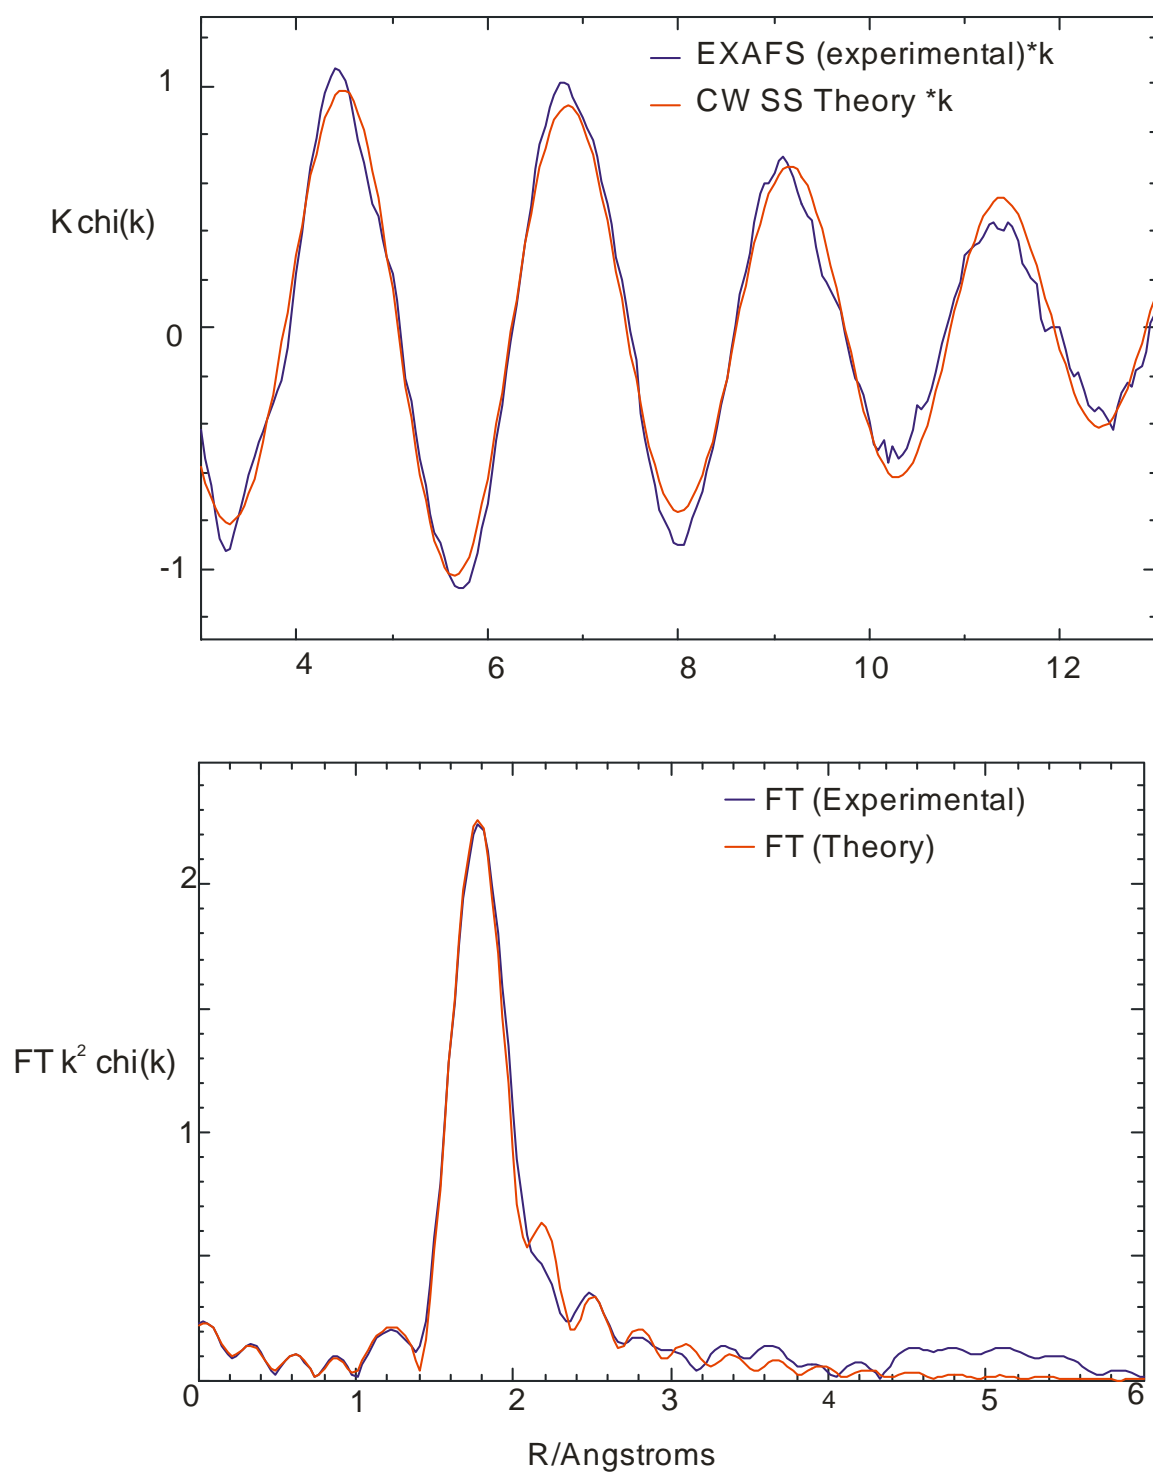 EXAFS (experimental)*k
CW SS Theory *k
1
K chi(k)
0
-1
4 6 8 10 12
FT (Experimental)
FT (Theory)
2
FT k² chi(k)
1
0 1 2 3 4 5 6
R/Angstroms